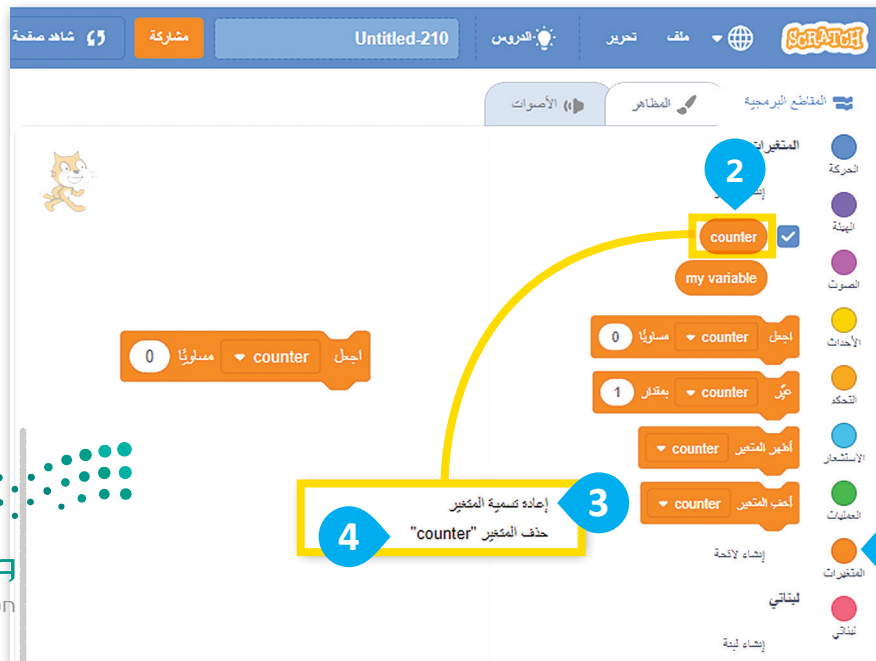 ملف
تحرير
الدروس
Untitled-210
مشاركة
شاهد صفحة
SCRATCH
المقاطع البرمجية
المظاهر
الأصوات
الحركة
الهيئة
الصوت
الأحداث
التحكم
الاستشعار
العمليات
المتغيرات
لبناتي
2
counter
my variable
اجعل counter مساويًا 0
غيّر counter بمقدار 1
أظهر المتغير counter
أخف المتغير counter
إنشاء لائحة
لبناتي
إنشاء لبنة
اجعل counter مساويًا 0
إعادة تسمية المتغير
3
حذف المتغير "counter"
4